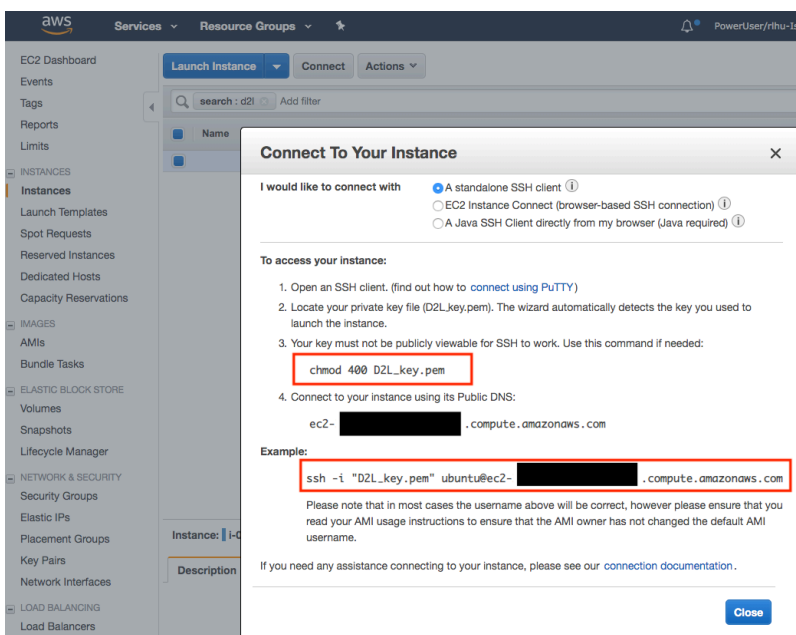 aws
Services
Resource Groups
PowerUser/rlhu-Is
EC2 Dashboard
Events
Tags
Reports
Limits
INSTANCES
Instances
Launch Templates
Spot Requests
Reserved Instances
Dedicated Hosts
Capacity Reservations
IMAGES
AMIs
Bundle Tasks
ELASTIC BLOCK STORE
Volumes
Snapshots
Lifecycle Manager
NETWORK & SECURITY
Security Groups
Elastic IPs
Placement Groups
Key Pairs
Network Interfaces
LOAD BALANCING
Load Balancers
Launch Instance
Connect
Actions
search : d2l
Add filter
Name
Connect To Your Instance
I would like to connect with
A standalone SSH client
EC2 Instance Connect (browser-based SSH connection)
A Java SSH Client directly from my browser (Java required)
To access your instance:
1. Open an SSH client. (find out how to connect using PuTTY)
2. Locate your private key file (D2L_key.pem). The wizard automatically detects the key you used to
launch the instance.
3. Your key must not be publicly viewable for SSH to work. Use this command if needed:
chmod 400 D2L_key.pem
4. Connect to your instance using its Public DNS:
ec2- .compute.amazonaws.com
Example:
ssh -i "D2L_key.pem" ubuntu@ec2- .compute.amazonaws.com
Please note that in most cases the username above will be correct, however please ensure that you
read your AMI usage instructions to ensure that the AMI owner has not changed the default AMI
username.
If you need any assistance connecting to your instance, please see our connection documentation.
Close
Instance: i-0
Description